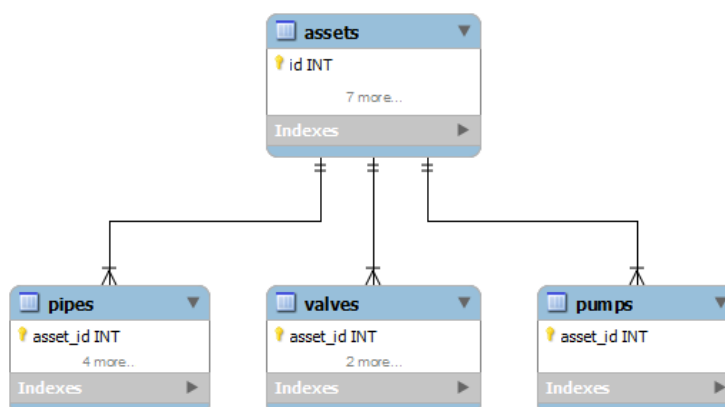 assets
id INT
7 more...
Indexes
pipes
asset_id INT
4 more..
Indexes
valves
asset_id INT
2 more...
Indexes
pumps
asset_id INT
Indexes